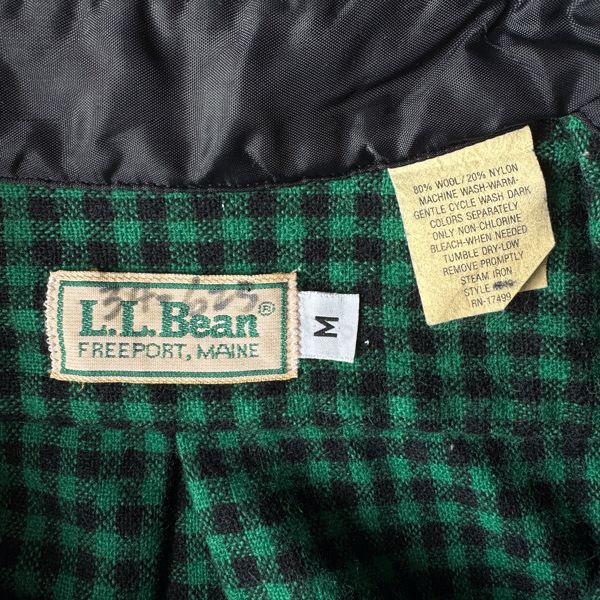 80% WOOL/20% NYLON
MACHINE WASH-WARM-
GENTLE CYCLE WASH DARK
COLORS SEPARATELY
ONLY NON-CHLORINE
BLEACH-WHEN NEEDED
TUMBLE DRY-LOW
REMOVE PROMPTLY
STEAM IRON
STYLE
RN-17499
L.L.Bean®
FREEPORT, MAINE
M